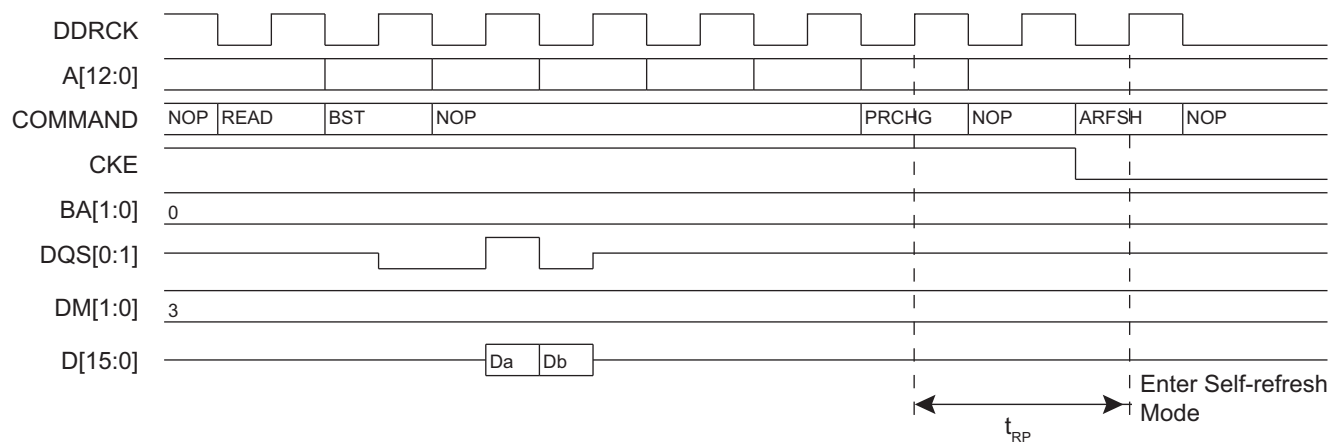 DDRCK
A[12:0]
COMMAND NOP READ BST NOP PRCHG NOP ARFSH NOP
CKE
BA[1:0] 0
DQS[0:1]
DM[1:0] 3
D[15:0] Da Db
Enter Self-refresh
Mode
tRP